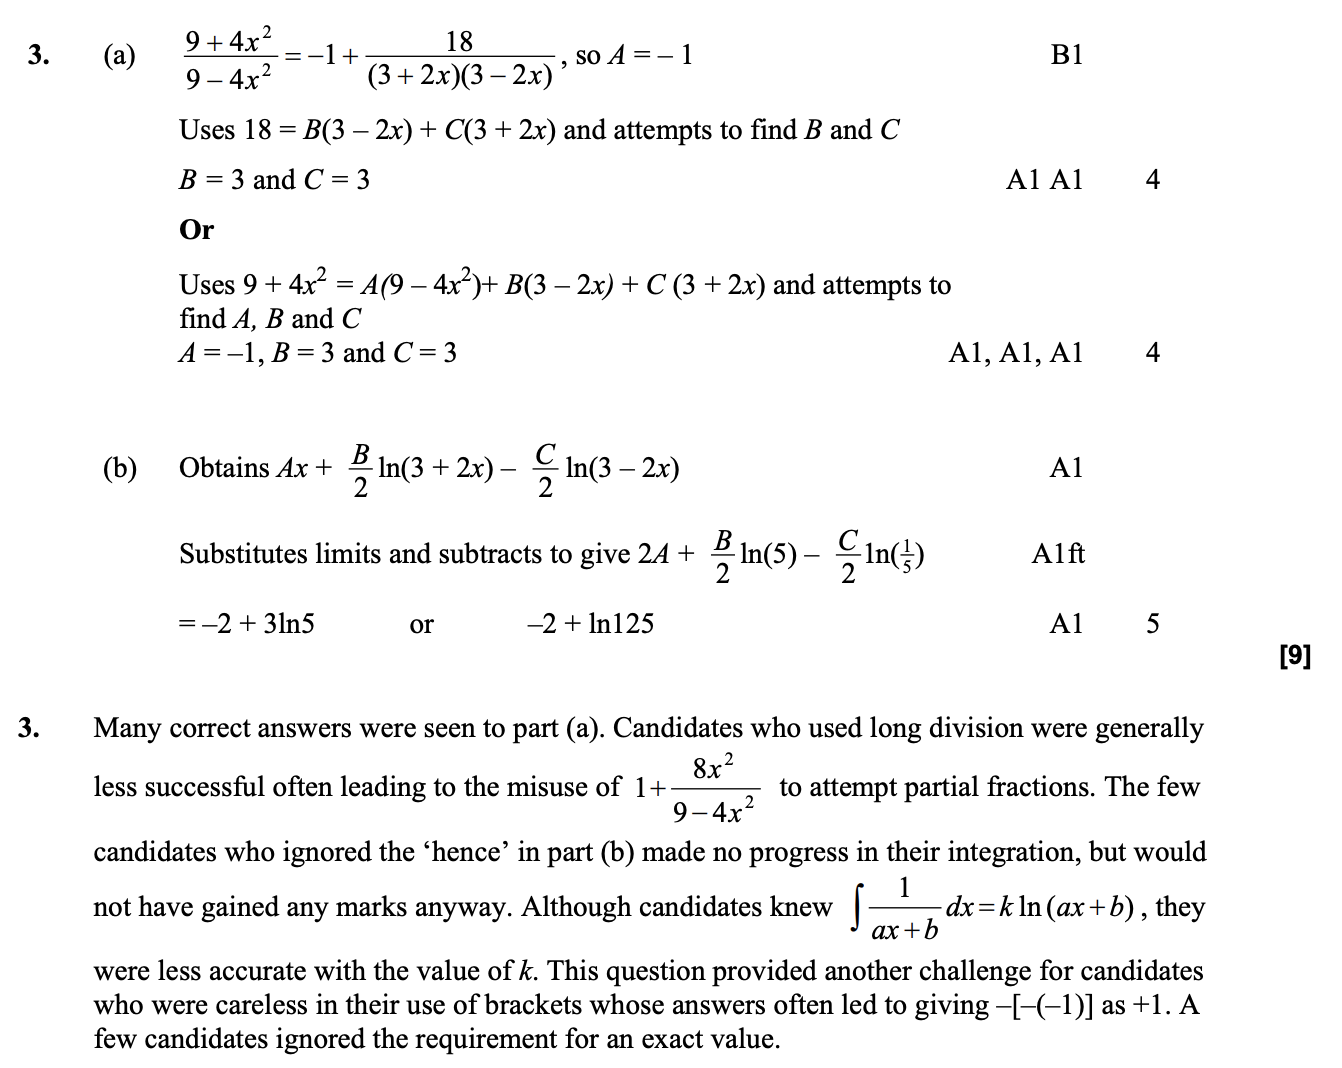 3. (a) \frac{9+4x^2}{9-4x^2} = -1 + \frac{18}{(3+2x)(3-2x)}, so A = – 1 B1
Uses 18 = B(3 – 2x) + C(3 + 2x) and attempts to find B and C
B = 3 and C = 3 A1 A1 4
Or
Uses 9 + 4x² = A(9 – 4x²)+ B(3 – 2x) + C (3 + 2x) and attempts to
find A, B and C
A = –1, B = 3 and C = 3 A1, A1, A1 4
(b) Obtains Ax + \frac{B}{2} ln(3 + 2x) – \frac{C}{2} ln(3 – 2x) A1
Substitutes limits and subtracts to give 2A + \frac{B}{2} ln(5) – \frac{C}{2} ln(\frac{1}{5}) A1ft
= –2 + 3ln5 or –2 + ln125 A1 5
[9]
3. Many correct answers were seen to part (a). Candidates who used long division were generally
less successful often leading to the misuse of 1+\frac{8x^2}{9-4x^2} to attempt partial fractions. The few
candidates who ignored the ‘hence’ in part (b) made no progress in their integration, but would
not have gained any marks anyway. Although candidates knew ∫\frac{1}{ax+b}dx = k ln (ax+b), they
were less accurate with the value of k. This question provided another challenge for candidates
who were careless in their use of brackets whose answers often led to giving –[–(–1)] as +1. A
few candidates ignored the requirement for an exact value.